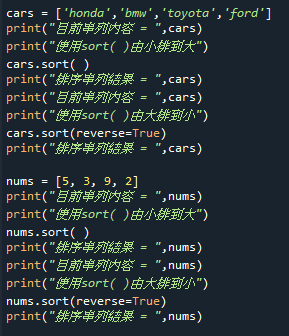 cars = ['honda','bmw','toyota','ford']
print("目前串列內容 = ",cars)
print("使用sort( )由小排到大")
cars.sort( )
print("排序串列結果 = ",cars)
print("目前串列內容 = ",cars)
print("使用sort( )由大排到小")
cars.sort(reverse=True)
print("排序串列結果 = ",cars)
nums = [5, 3, 9, 2]
print("目前串列內容 = ",nums)
print("使用sort( )由小排到大")
nums.sort( )
print("排序串列結果 = ",nums)
print("目前串列內容 = ",nums)
print("使用sort( )由大排到小")
nums.sort(reverse=True)
print("排序串列結果 = ",nums)